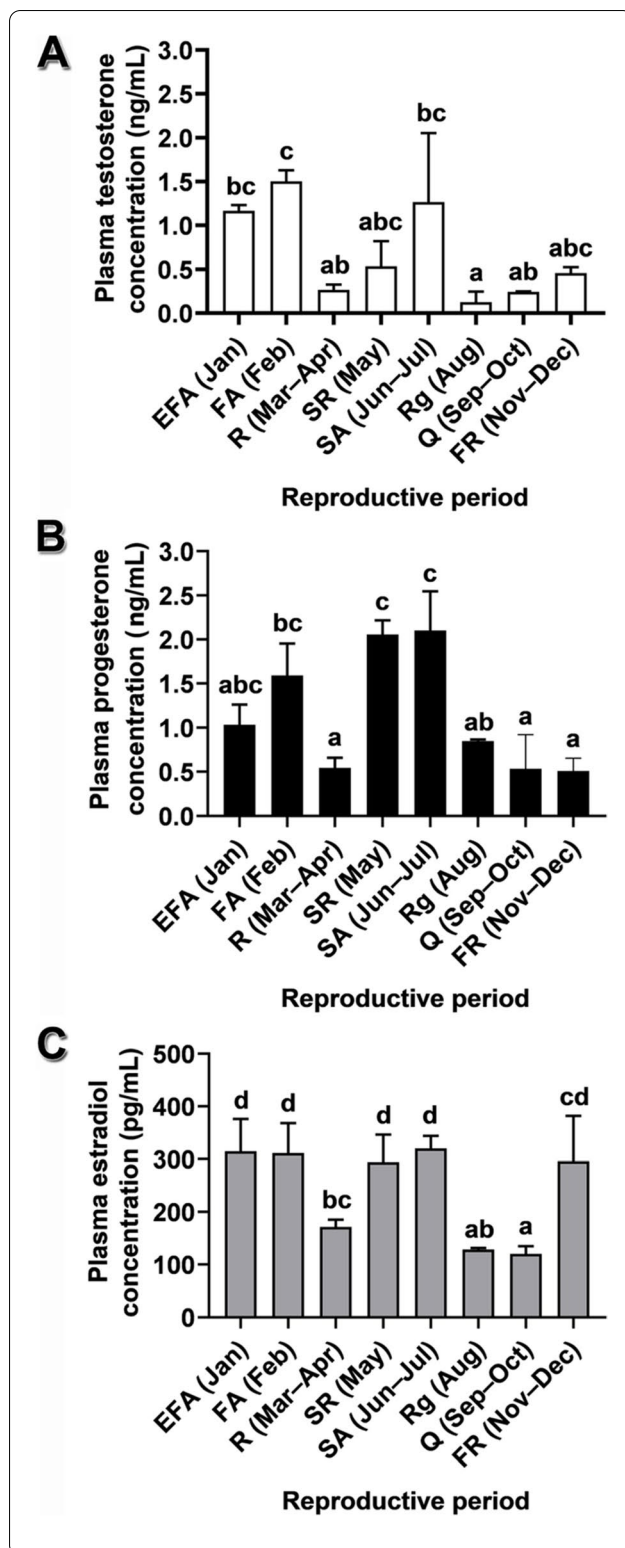 A
Plasma testosterone
concentration (ng/mL)
3.0
2.5
2.0
1.5
1.0
0.5
0.0
bc
c
ab
abc
bc
a
ab
abc
EFA (Jan)
FA (Feb)
R (Mar–Apr)
SR (May)
SA (Jun–Jul)
Rg (Aug)
Q (Sep–Oct)
FR (Nov–Dec)
Reproductive period
B
Plasma progesterone
concentration (ng/mL)
3.0
2.5
2.0
1.5
1.0
0.5
0.0
abc
bc
a
c
c
ab
a
a
EFA (Jan)
FA (Feb)
R (Mar–Apr)
SR (May)
SA (Jun–Jul)
Rg (Aug)
Q (Sep–Oct)
FR (Nov–Dec)
Reproductive period
C
Plasma estradiol
concentration (pg/mL)
500
400
300
200
100
0
d
d
bc
d
d
ab
a
cd
EFA (Jan)
FA (Feb)
R (Mar–Apr)
SR (May)
SA (Jun–Jul)
Rg (Aug)
Q (Sep–Oct)
FR (Nov–Dec)
Reproductive period